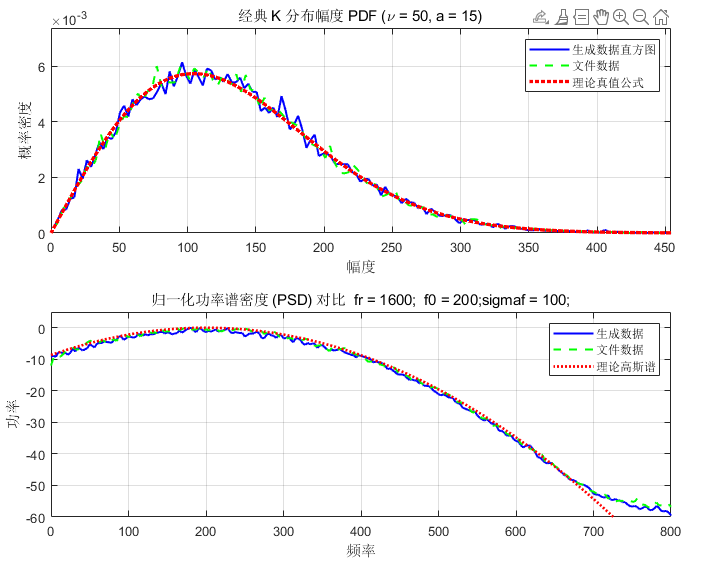 经典 K 分布幅度 PDF (ν = 50, a = 15)
×10⁻³
6
4
2
0
概率密度
生成数据直方图
文件数据
理论真值公式
0 50 100 150 200 250 300 350 400 450
幅度
归一化功率谱密度 (PSD) 对比 fr = 1600; f0 = 200;sigmaf = 100;
0
-10
-20
-30
-40
-50
-60
功率
生成数据
文件数据
理论高斯谱
0 100 200 300 400 500 600 700 800
频率